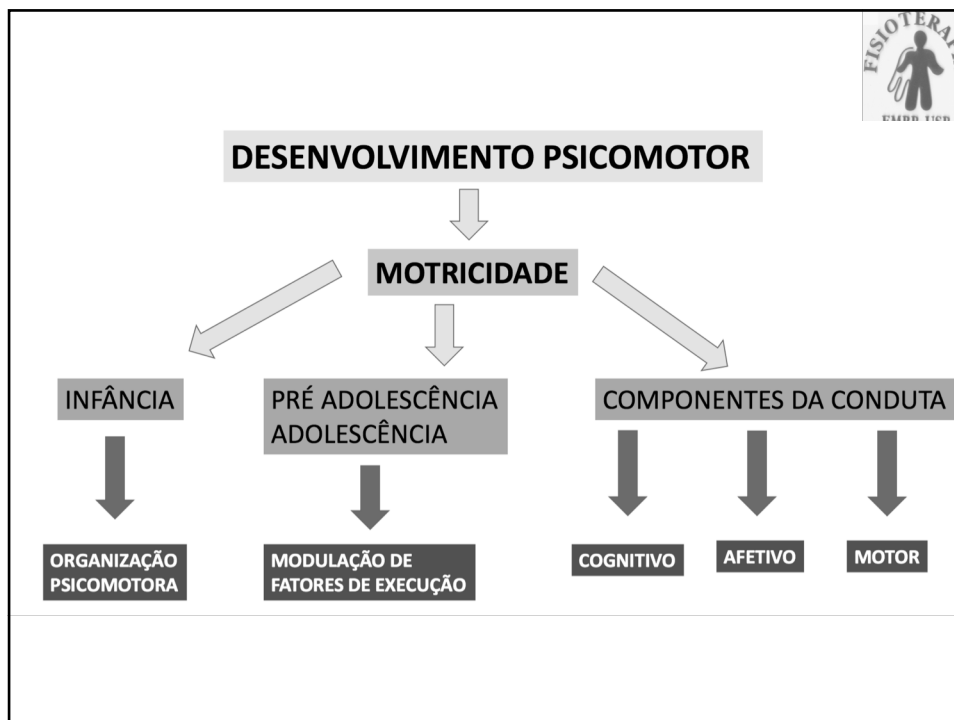 FISIOTERAP
DESENVOLVIMENTO PSICOMOTOR
MOTRICIDADE
INFÂNCIA
PRÉ ADOLESCÊNCIA
ADOLESCÊNCIA
COMPONENTES DA CONDUTA
ORGANIZAÇÃO
PSICOMOTORA
MODULAÇÃO DE
FATORES DE EXECUÇÃO
COGNITIVO
AFETIVO
MOTOR